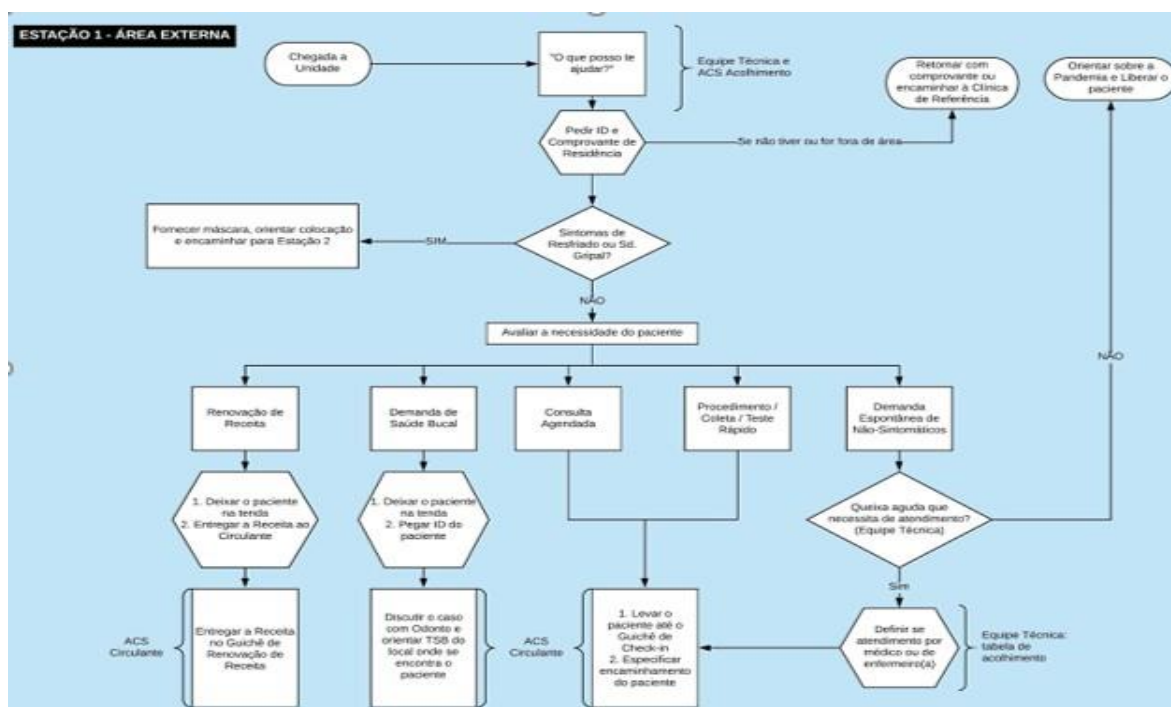 ESTAÇÃO 1 - ÁREA EXTERNA
Chegada a
Unidade
"O que posso te
ajudar?"
Equipe Técnica e
ACS Acolhimento
Retornar com
comprovante ou
encaminhar à Clínica
de Referência
Orientar sobre a
Pandemia e Liberar o
paciente
Pedir ID e
Comprovante de
Residência
Se não tiver ou for fora de área
Fornecer máscara, orientar colocação
e encaminhar para Estação 2
SIM
Sintomas de
Resfriado ou Sd.
Gripal?
NÃO
Avaliar a necessidade do paciente
NÃO
Renovação de
Receita
Demanda de
Saúde Bucal
Consulta
Agendada
Procedimento /
Coleta / Teste
Rápido
Demanda
Espontânea de
Não-Sintomáticos
1. Deixar o paciente
na tenda
2. Entregar a Receita ao
Circulante
1. Deixar o paciente
na tenda
2. Pegar ID do
paciente
Queixa aguda que
necessita de atendimento?
(Equipe Técnica)
Sim
ACS
Circulante
Entregar a Receita
no Guichê de
Renovação de
Receita
Discutir o caso
com Odonto e
orientar TSB do
local onde se
encontra o
paciente
ACS
Circulante
1. Levar o
paciente até o
Guichê de
Check-in
2. Especificar
encaminhamento
do paciente
Definir se
atendimento por
médico ou de
enfermeiro(a)
Equipe Técnica:
tabela de
acolhimento